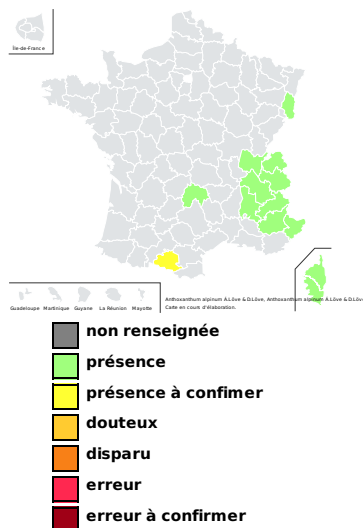 Île-de-France
Guadeloupe Martinique Guyane La Réunion Mayotte
Anthoxanthum alpinum Á.Löve & D.Löve, Anthoxanthum alpinum Á.Löve & D.Löve
Carte en cours d'élaboration.
non renseignée
présence
présence à confimer
douteux
disparu
erreur
erreur à confirmer